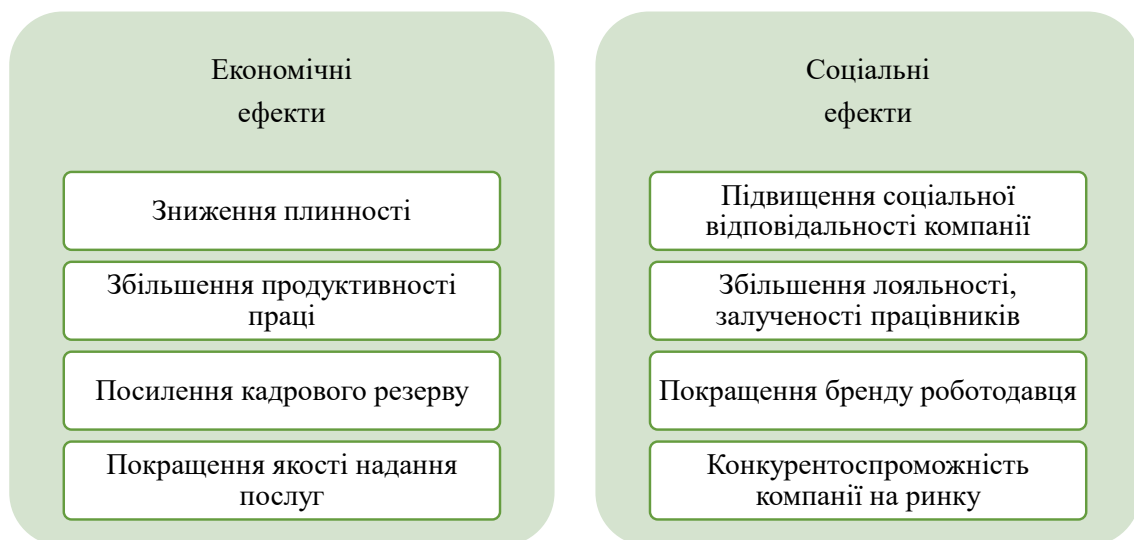 Економічні
ефекти
Зниження плинності
Збільшення продуктивності
праці
Посилення кадрового резерву
Покращення якості надання
послуг
Соціальні
ефекти
Підвищення соціальної
відповідальності компанії
Збільшення лояльності,
залученості працівників
Покращення бренду роботодавця
Конкурентоспроможність
компанії на ринку